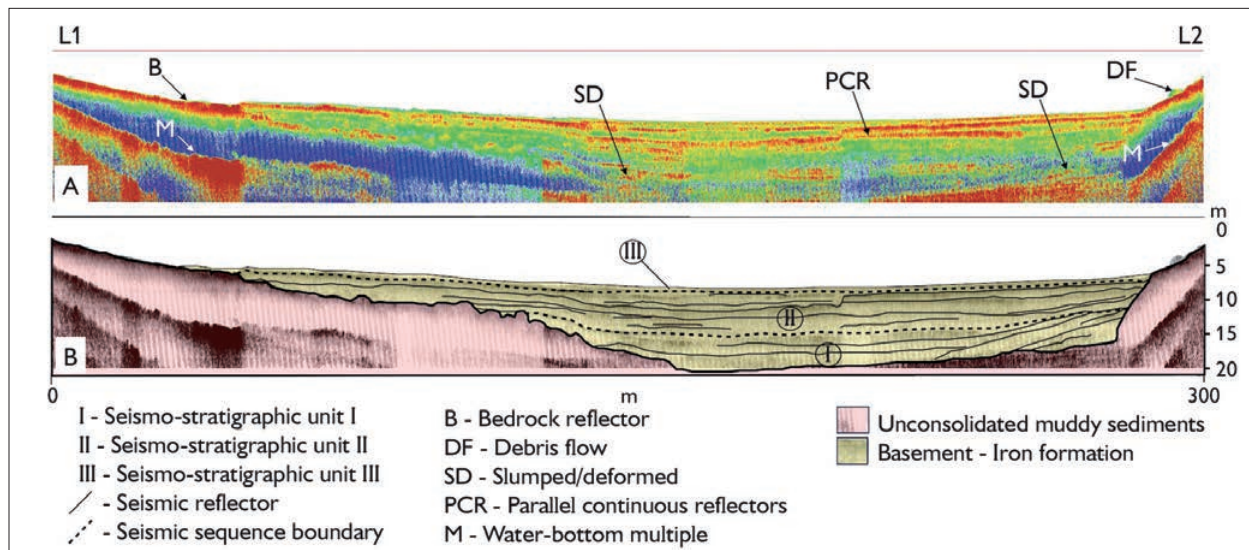 L1 L2
B SD PCR SD DF
M M
A
m
0
III
5
10
II
15
B I
20
0 m 300
I - Seismo-stratigraphic unit I
II - Seismo-stratigraphic unit II
III - Seismo-stratigraphic unit III
- Seismic reflector
- Seismic sequence boundary
B - Bedrock reflector
DF - Debris flow
SD - Slumped/deformed
PCR - Parallel continuous reflectors
M - Water-bottom multiple
Unconsolidated muddy sediments
Basement - Iron formation